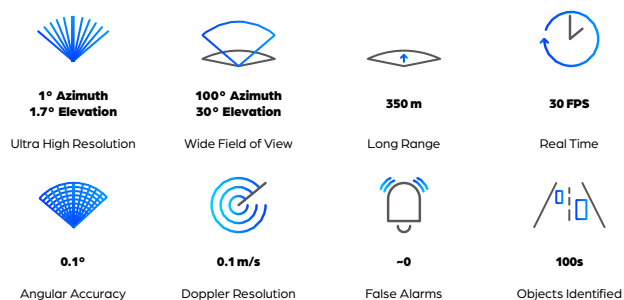 1° Azimuth
1.7° Elevation
Ultra High Resolution
100° Azimuth
30° Elevation
Wide Field of View
350 m
Long Range
30 FPS
Real Time
0.1°
Angular Accuracy
0.1 m/s
Doppler Resolution
~0
False Alarms
100s
Objects Identified